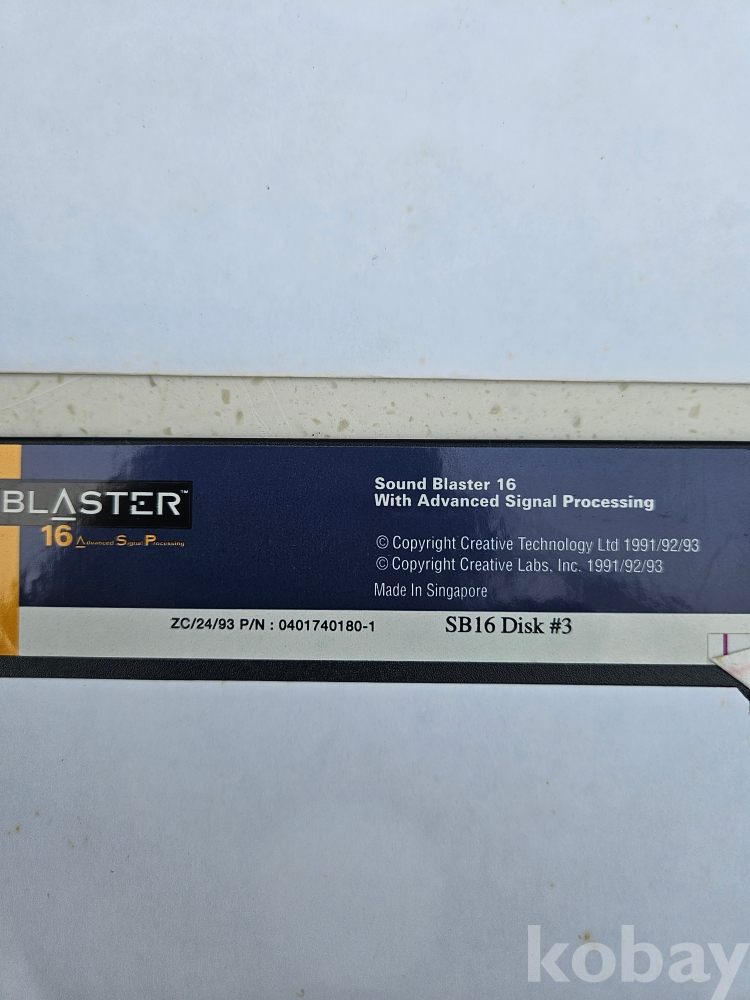 BLASTER™
16 Advanced Signal Processing
Sound Blaster 16
With Advanced Signal Processing
© Copyright Creative Technology Ltd 1991/92/93
© Copyright Creative Labs, Inc. 1991/92/93
Made In Singapore
ZC/24/93 P/N : 0401740180-1
SB16 Disk #3
kobay